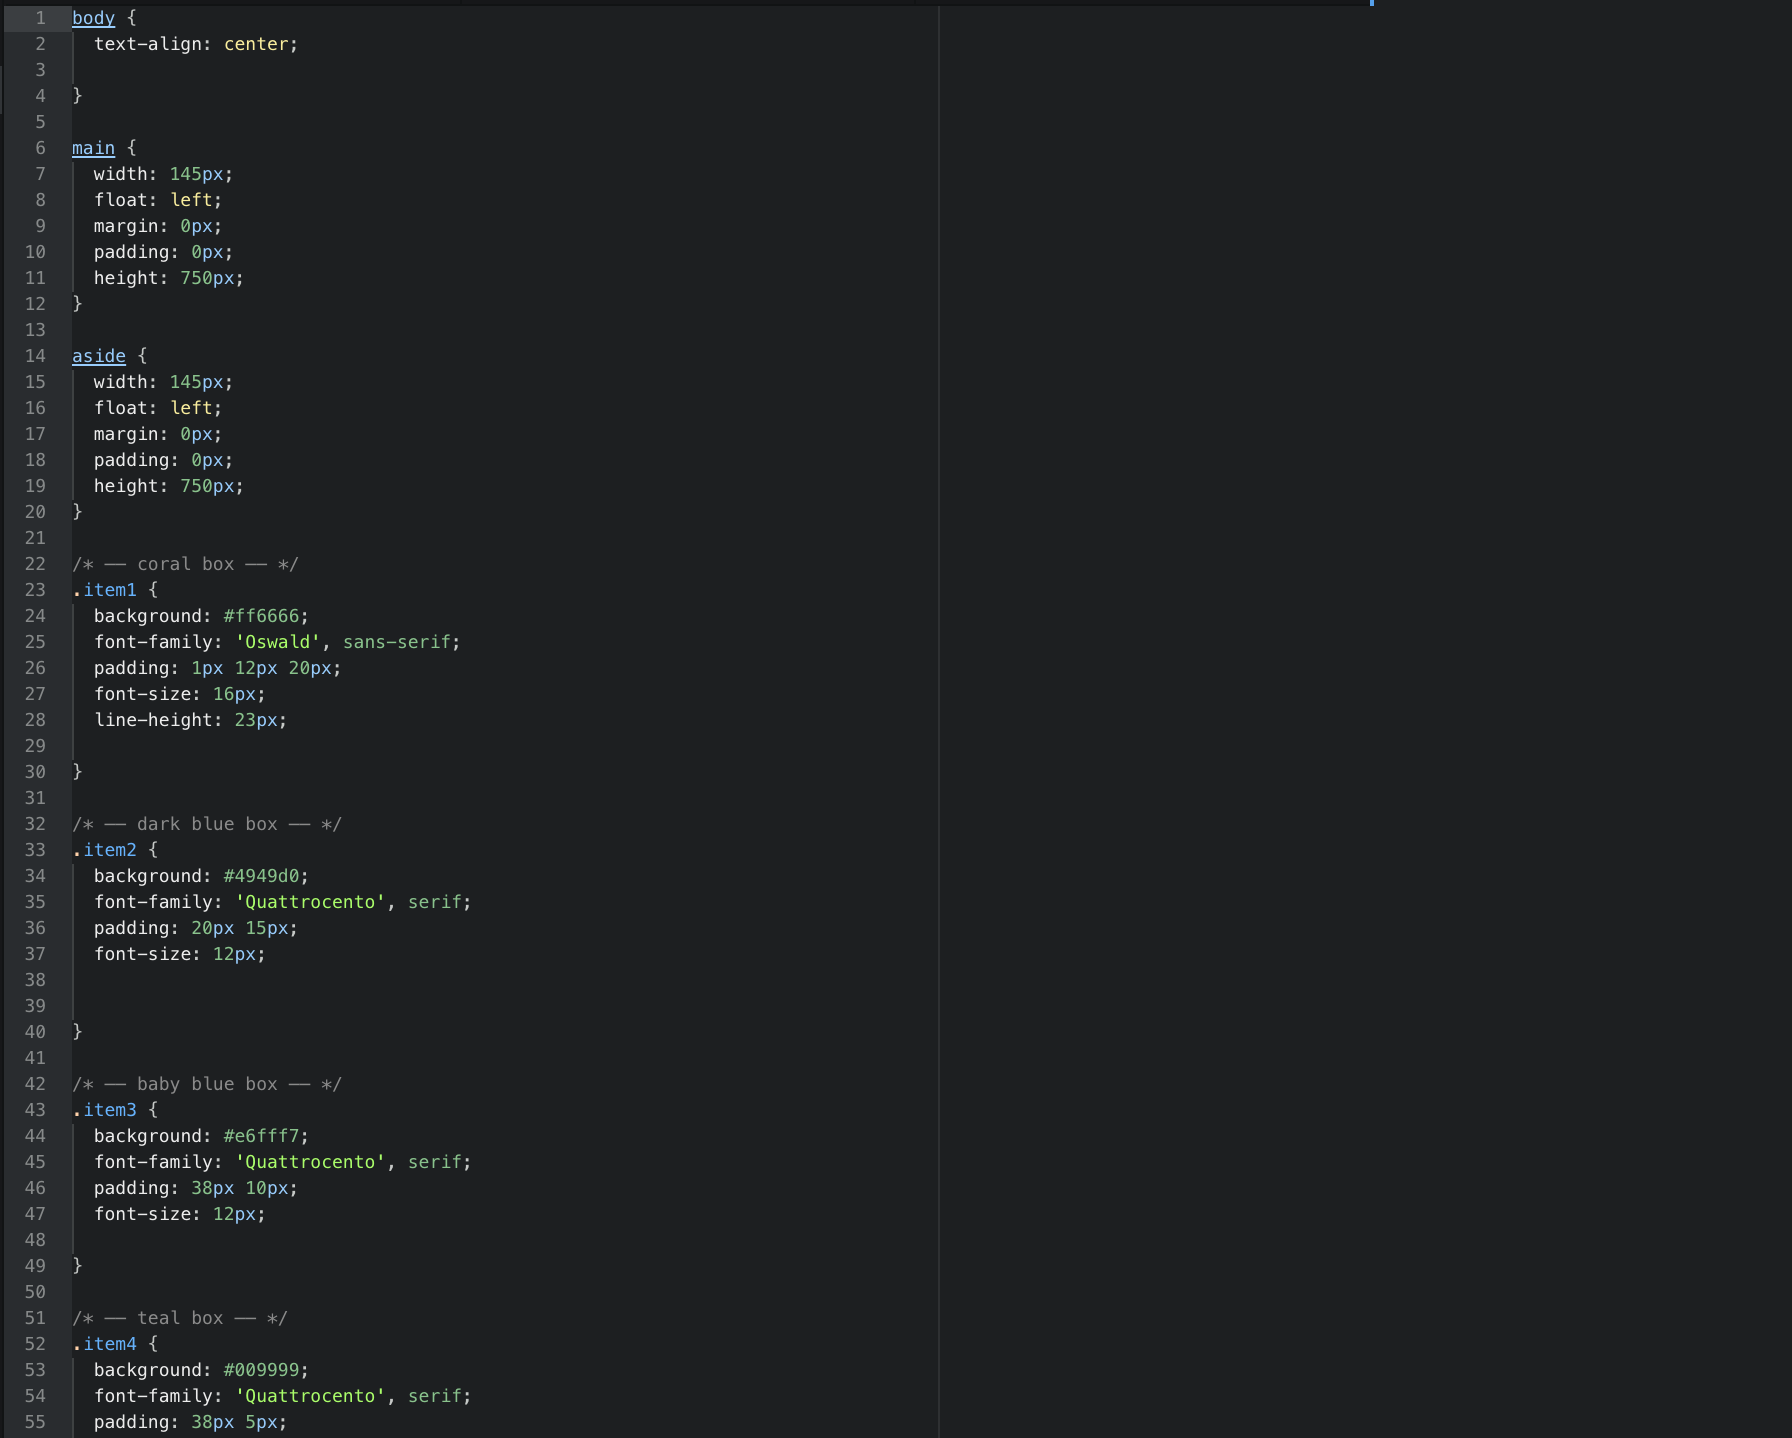 1 body {
2 text-align: center;
3
4 }
5
6 main {
7 width: 145px;
8 float: left;
9 margin: 0px;
10 padding: 0px;
11 height: 750px;
12 }
13
14 aside {
15 width: 145px;
16 float: left;
17 margin: 0px;
18 padding: 0px;
19 height: 750px;
20 }
21
22 /* —— coral box —— */
23 .item1 {
24 background: #ff6666;
25 font-family: 'Oswald', sans-serif;
26 padding: 1px 12px 20px;
27 font-size: 16px;
28 line-height: 23px;
29
30 }
31
32 /* —— dark blue box —— */
33 .item2 {
34 background: #4949d0;
35 font-family: 'Quattrocento', serif;
36 padding: 20px 15px;
37 font-size: 12px;
38
39
40 }
41
42 /* —— baby blue box —— */
43 .item3 {
44 background: #e6fff7;
45 font-family: 'Quattrocento', serif;
46 padding: 38px 10px;
47 font-size: 12px;
48
49 }
50
51 /* —— teal box —— */
52 .item4 {
53 background: #009999;
54 font-family: 'Quattrocento', serif;
55 padding: 38px 5px;